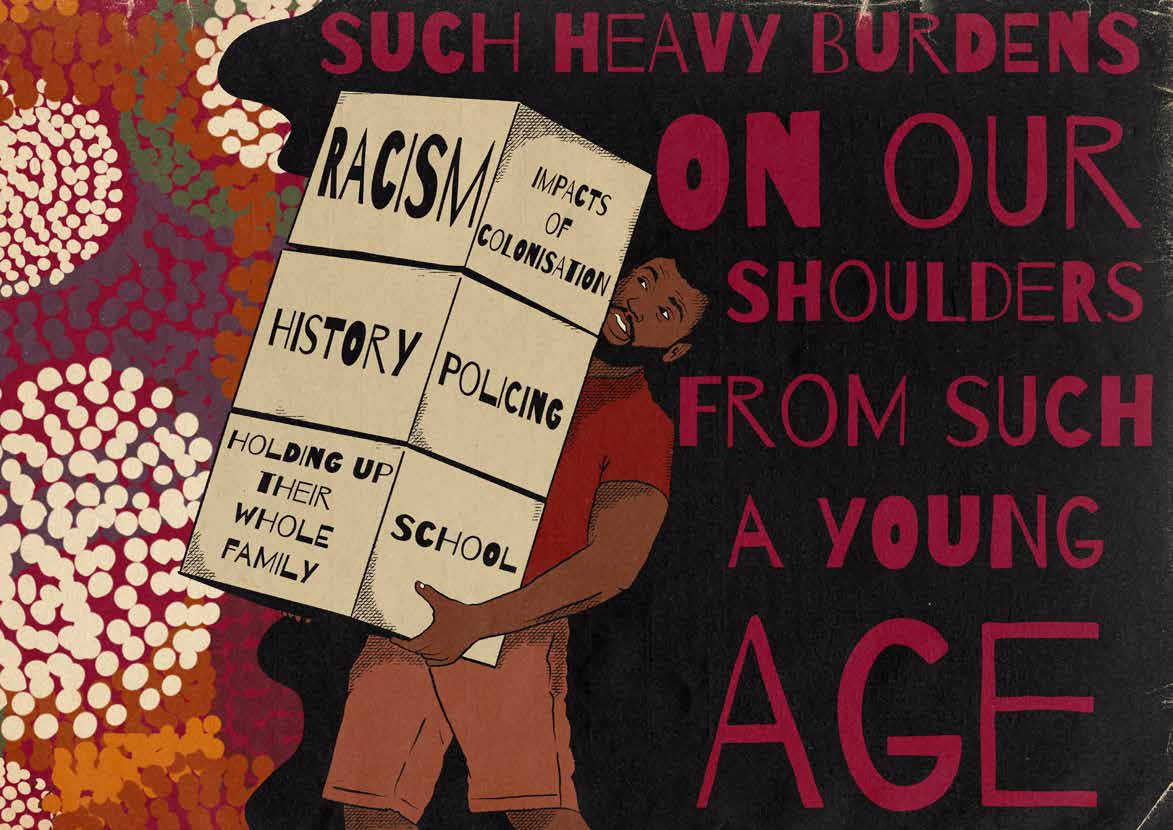 SUCH HEAVY BURDENS
ON OUR
SHOULDERS
FROM SUCH
A YOUNG
AGE
RACISM
IMPACTS
OF
COLONISATION
HISTORY
POLICING
HOLDING UP
THEIR
WHOLE
FAMILY
SCHOOL